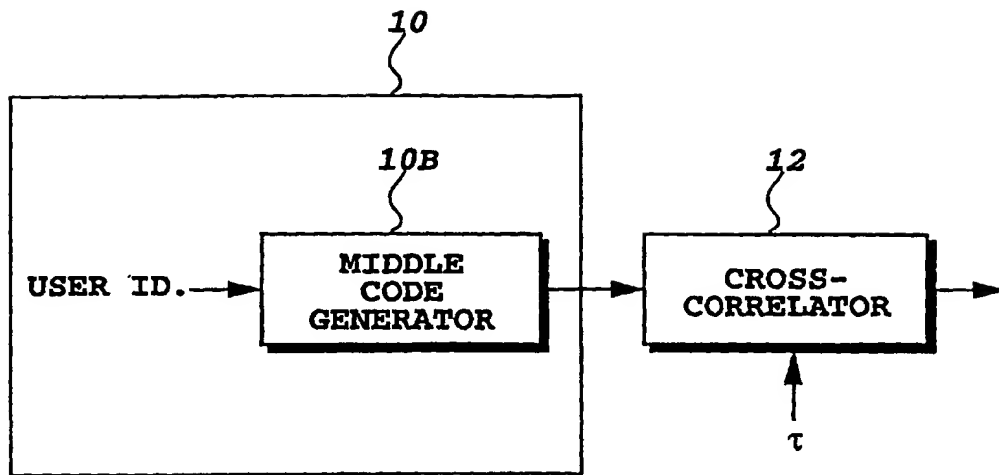 10
10B
12
USER ID.
MIDDLE
CODE
GENERATOR
CROSS-
CORRELATOR
τ